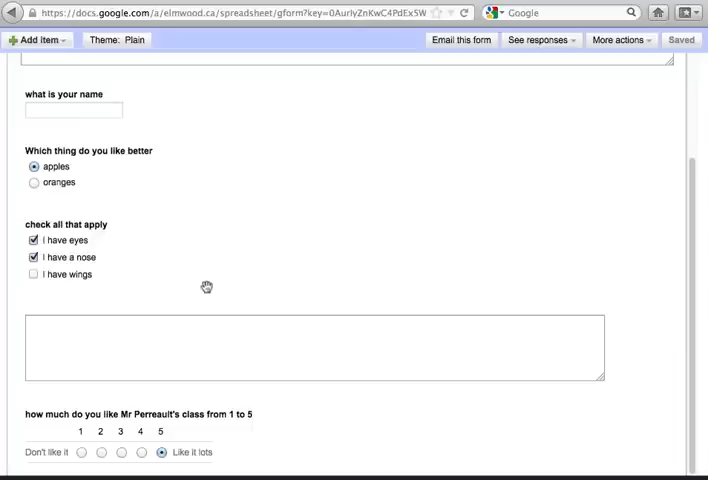 https://docs.google.com/a/elmwood.ca/spreadsheet/gform?key=0AurlyZnKwC4PdEx5W
Google
Add item
Theme: Plain
Email this form
See responses
More actions
Saved
what is your name
Which thing do you like better
apples
oranges
check all that apply
I have eyes
I have a nose
I have wings
how much do you like Mr Perreault's class from 1 to 5
1 2 3 4 5
Don't like it Like it lots